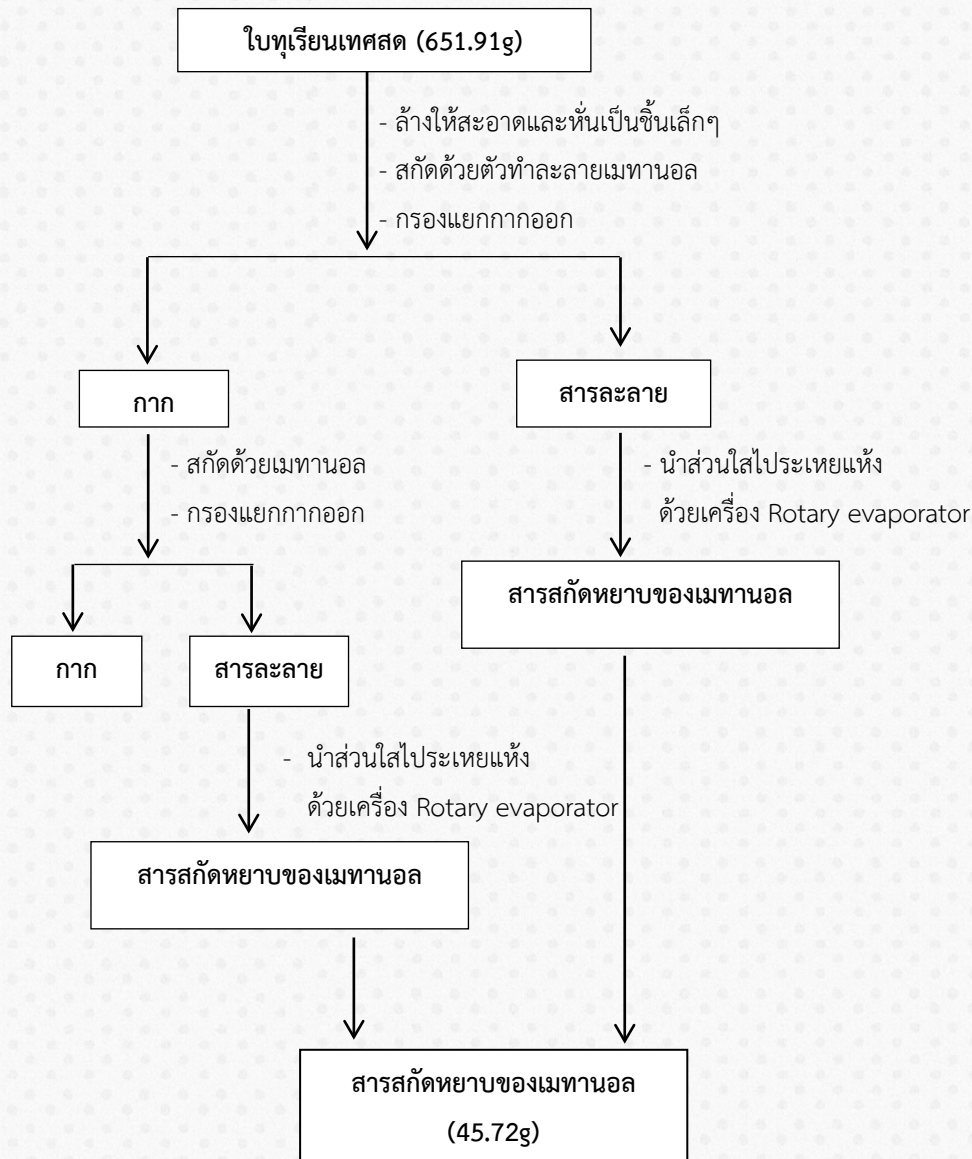 ใบทุเรียนเทศสด (651.91g)
- ล้างให้สะอาดและหั่นเป็นชิ้นเล็กๆ
- สกัดด้วยตัวทำละลายเมทานอล
- กรองแยกกากออก
กาก
สารละลาย
- สกัดด้วยเมทานอล
- กรองแยกกากออก
- นำส่วนใสไประเหยแห้ง
ด้วยเครื่อง Rotary evaporator
สารสกัดหยาบของเมทานอล
กาก
สารละลาย
- นำส่วนใสไประเหยแห้ง
ด้วยเครื่อง Rotary evaporator
สารสกัดหยาบของเมทานอล
สารสกัดหยาบของเมทานอล
(45.72g)